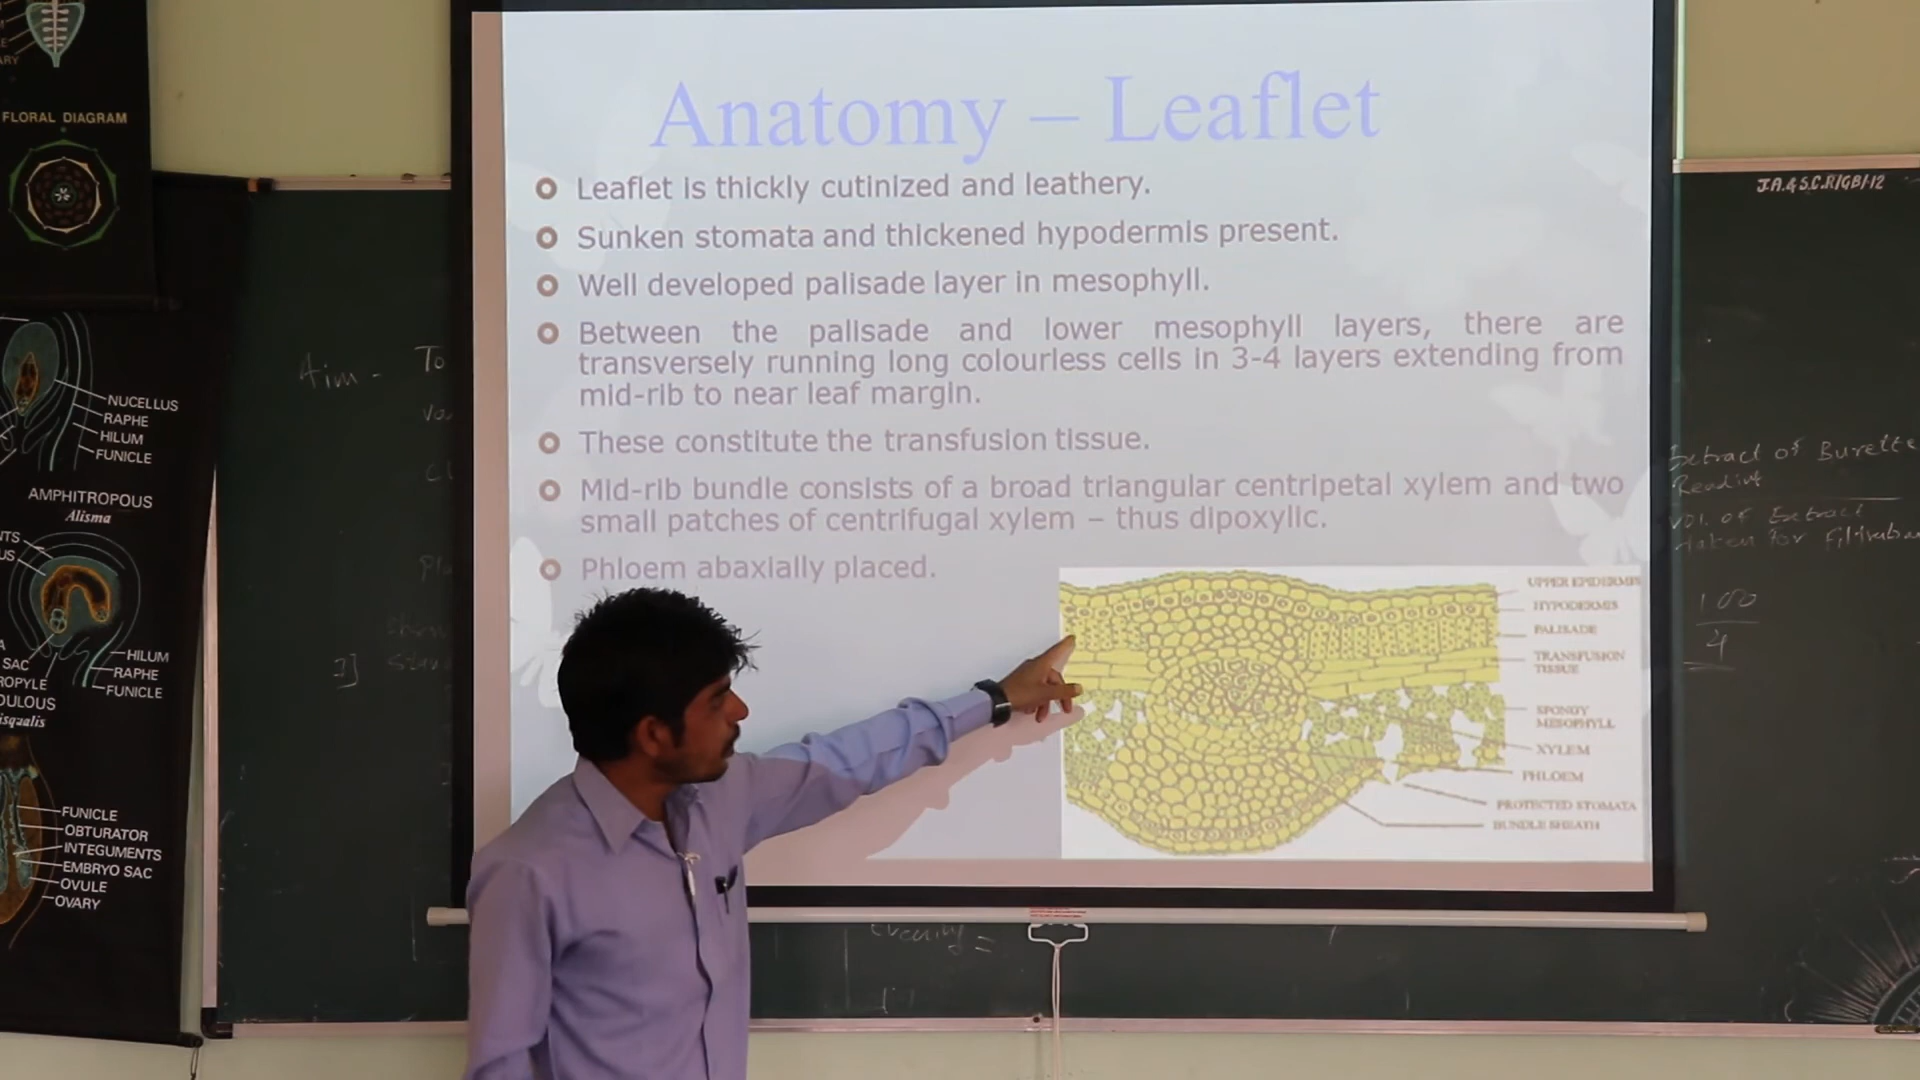 Anatomy – Leaflet
Leaflet is thickly cutinized and leathery.
Sunken stomata and thickened hypodermis present.
Well developed palisade layer in mesophyll.
Between the palisade and lower mesophyll layers, there are
transversely running long colourless cells in 3-4 layers extending from
mid-rib to near leaf margin.
These constitute the transfusion tissue.
Mid-rib bundle consists of a broad triangular centripetal xylem and two
small patches of centrifugal xylem – thus dipoxylic.
Phloem abaxially placed.
UPPER EPIDERMIS
HYPODERMIS
PALISADE
TRANSFUSION
TISSUE
SPONGY
MESOPHYLL
XYLEM
PHLOEM
PROTECTED STOMATA
BUNDLE SHEATH
FLORAL DIAGRAM
NUCELLUS
RAPHE
HILUM
FUNICLE
AMPHITROPOUS
Alisma
HILUM
RAPHE
FUNICLE
SAC
FUNICLE
OBTURATOR
INTEGUMENTS
EMBRYO SAC
OVULE
OVARY
Aim - To
J.A.&S.C.R/GB/12
Extract of Burette
Vol. of Extract
taken for
100
4
evening =